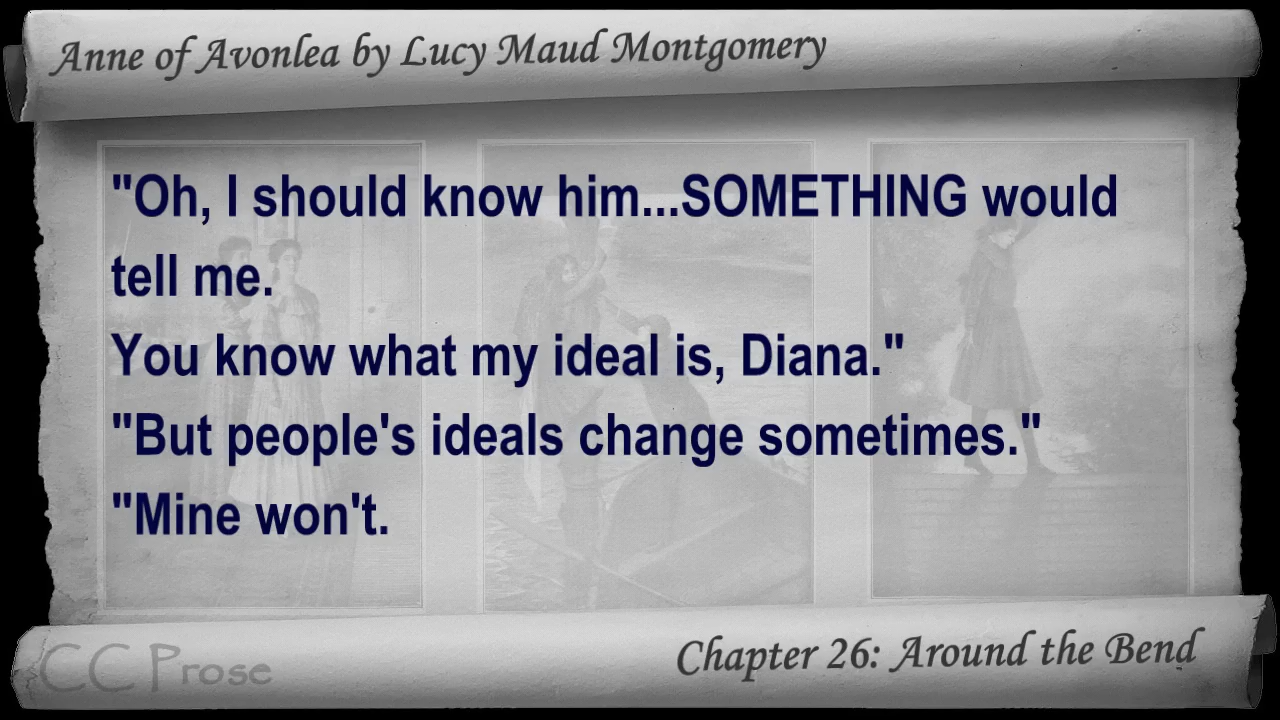 Anne of Avonlea by Lucy Maud Montgomery
"Oh, I should know him...SOMETHING would
tell me.
You know what my ideal is, Diana."
"But people's ideals change sometimes."
"Mine won't.
CC Prose
Chapter 26: Around the Bend